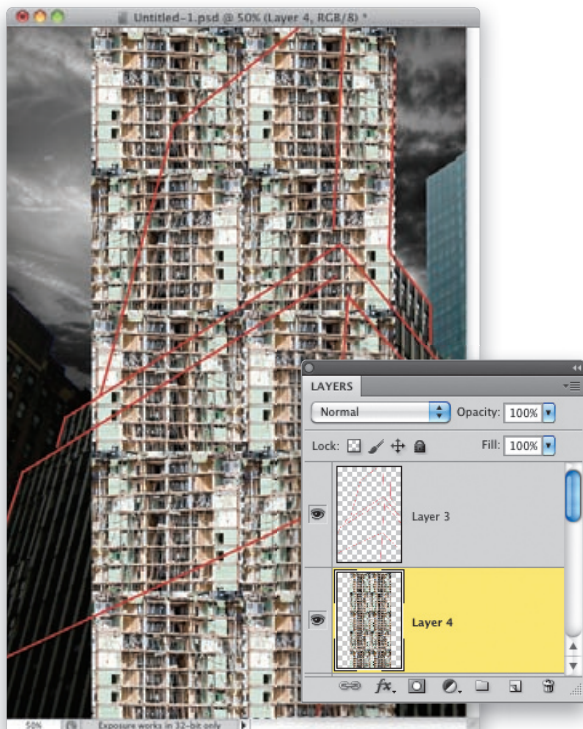 Untitled-1.psd @ 50% (Layer 4, RGB/8) *
LAYERS
Normal Opacity: 100%
Lock: Fill: 100%
Layer 3
Layer 4
fx
50% Exposure works in 32-bit only